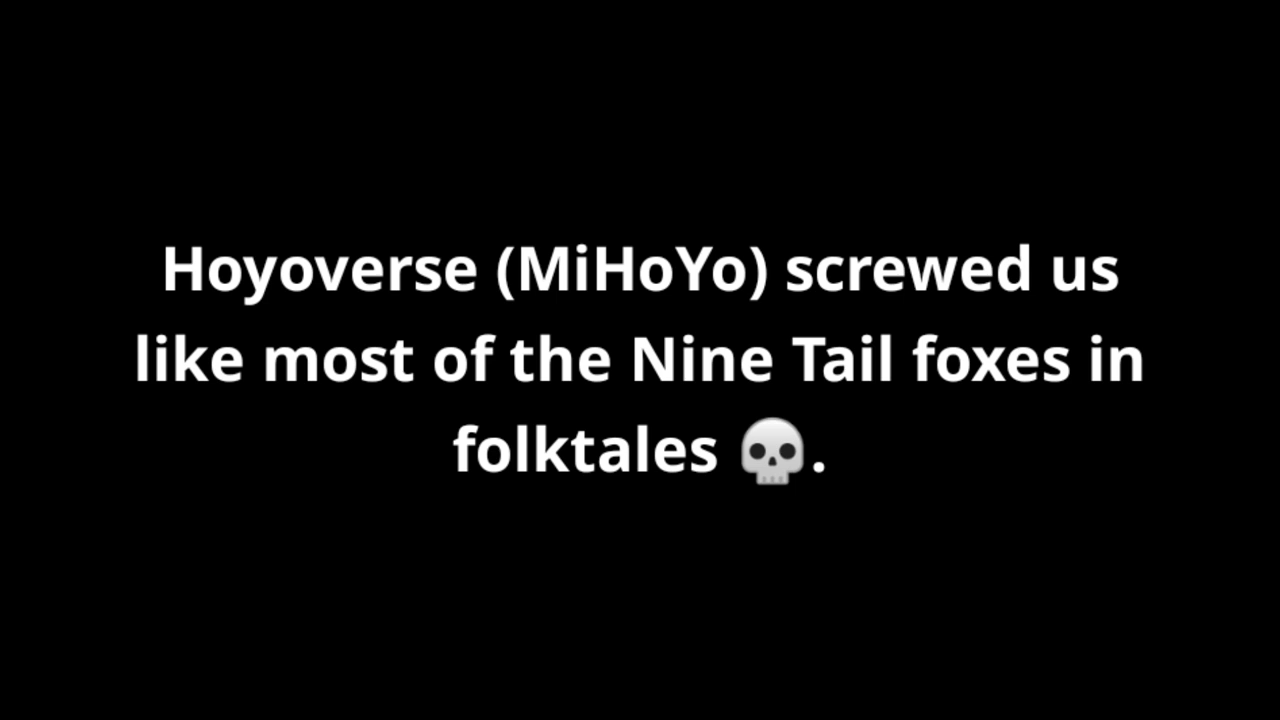 Hoyoverse (MiHoYo) screwed us
like most of the Nine Tail foxes in
folktales 💀.